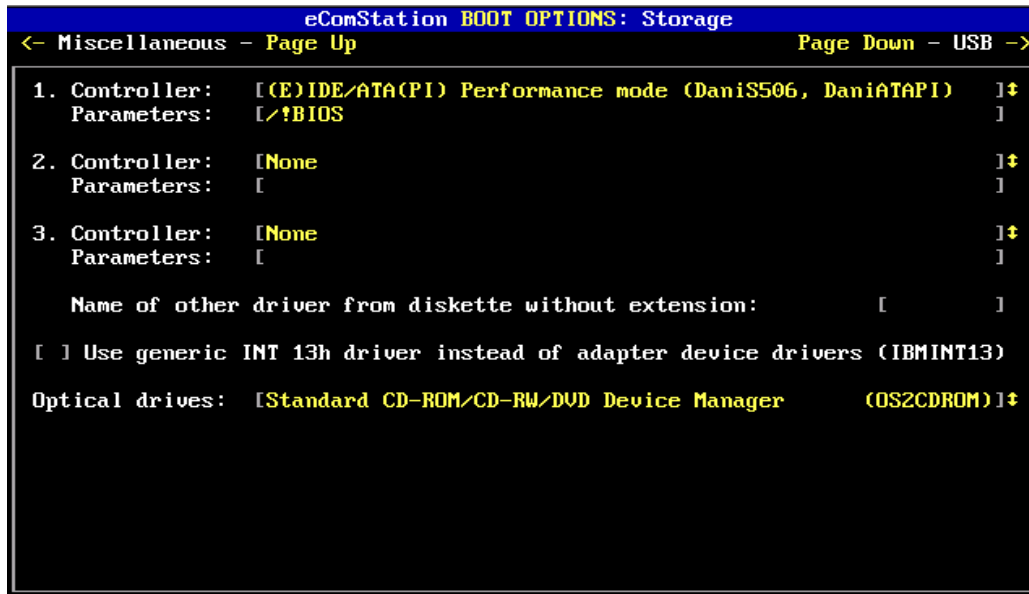 eComStation BOOT OPTIONS: Storage
<- Miscellaneous - Page Up Page Down - USB ->
1. Controller: [(E)IDE/ATA(PI) Performance mode (DaniS506, DaniATAPI) ]↕
Parameters: [/!BIOS ]
2. Controller: [None ]↕
Parameters: [ ]
3. Controller: [None ]↕
Parameters: [ ]
Name of other driver from diskette without extension: [ ]
[ ] Use generic INT 13h driver instead of adapter device drivers (IBMINT13)
Optical drives: [Standard CD-ROM/CD-RW/DVD Device Manager (OS2CDROM)]↕